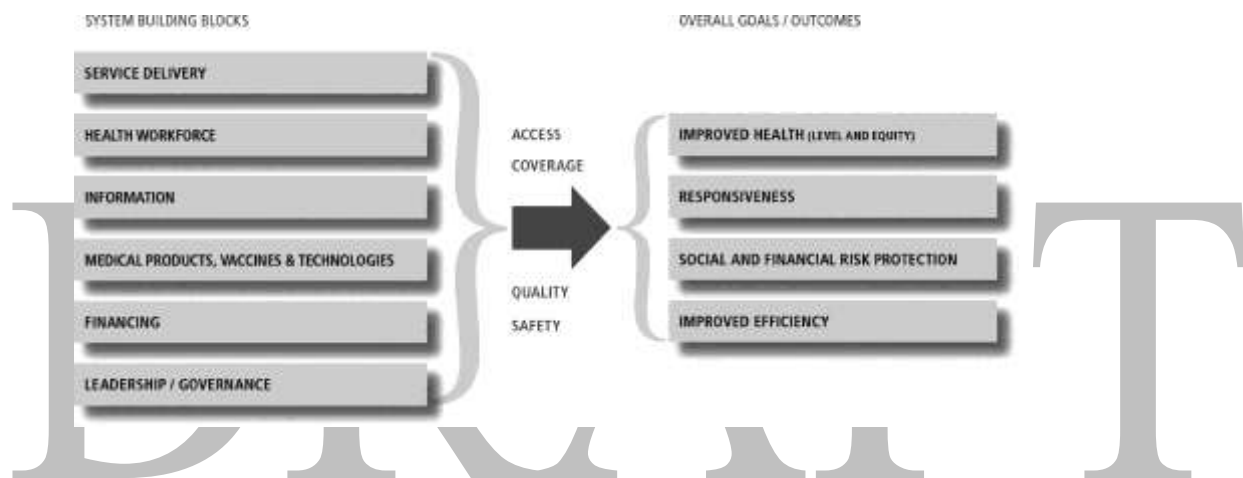 SYSTEM BUILDING BLOCKS
OVERALL GOALS / OUTCOMES
SERVICE DELIVERY
HEALTH WORKFORCE
INFORMATION
MEDICAL PRODUCTS, VACCINES & TECHNOLOGIES
FINANCING
LEADERSHIP / GOVERNANCE
ACCESS
COVERAGE
QUALITY
SAFETY
IMPROVED HEALTH (LEVEL AND EQUITY)
RESPONSIVENESS
SOCIAL AND FINANCIAL RISK PROTECTION
IMPROVED EFFICIENCY
DRAFT